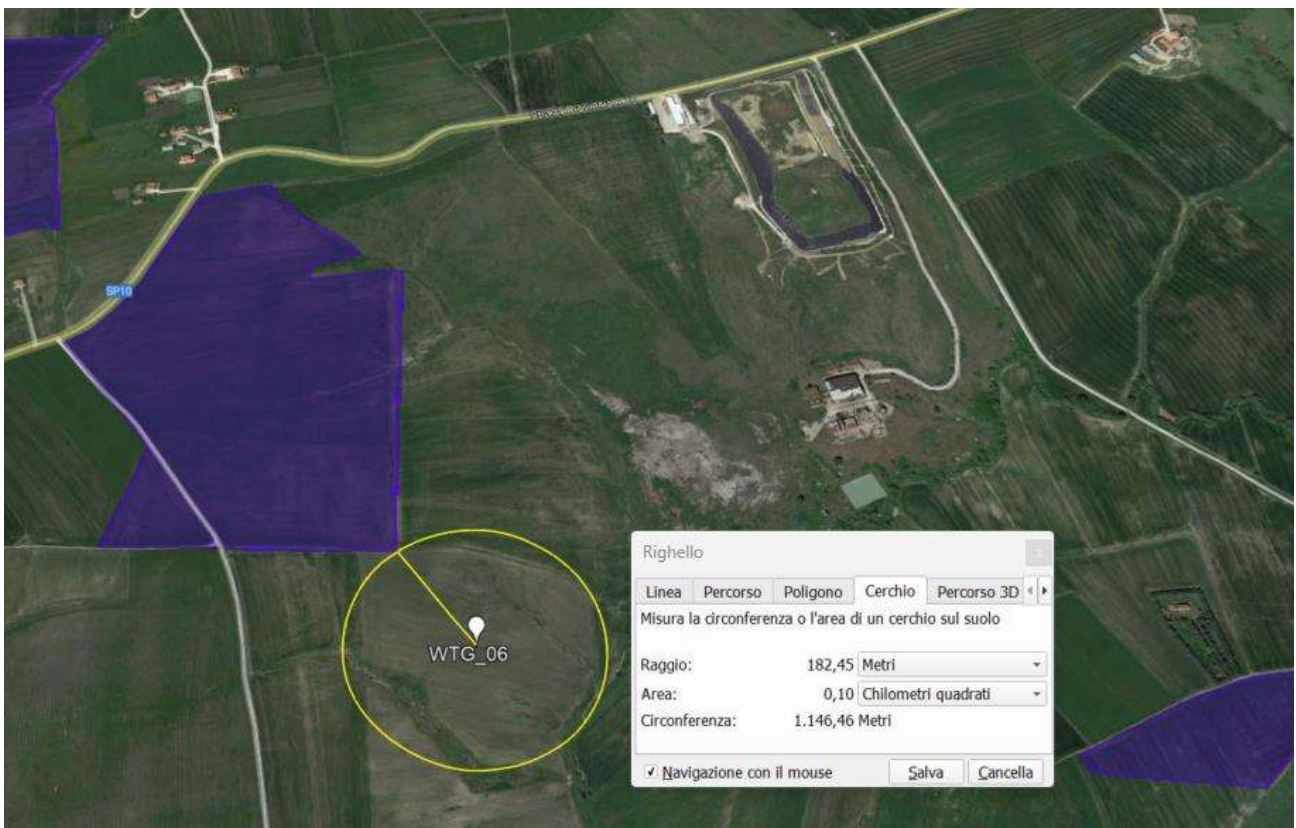 SP10
WTG_06
Righello
Linea Percorso Poligono Cerchio Percorso 3D
Misura la circonferenza o l'area di un cerchio sul suolo
Raggio: 182,45 Metri
Area: 0,10 Chilometri quadrati
Circonferenza: 1.146,46 Metri
Navigazione con il mouse Salva Cancella